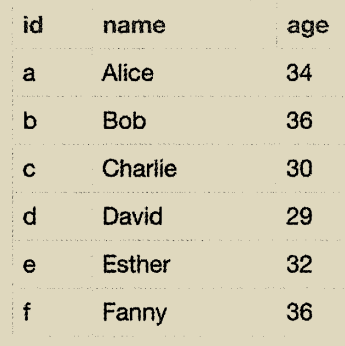 id name age
a Alice 34
b Bob 36
c Charlie 30
d David 29
e Esther 32
f Fanny 36